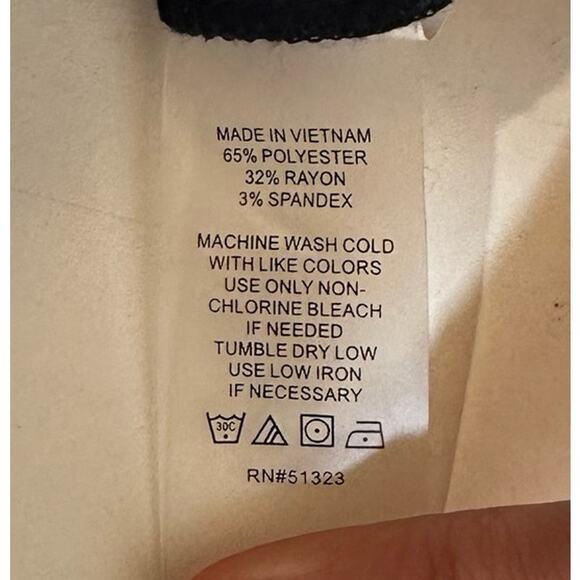 MADE IN VIETNAM
65% POLYESTER
32% RAYON
3% SPANDEX
MACHINE WASH COLD
WITH LIKE COLORS
USE ONLY NON-
CHLORINE BLEACH
IF NEEDED
TUMBLE DRY LOW
USE LOW IRON
IF NECESSARY
30C
RN#51323